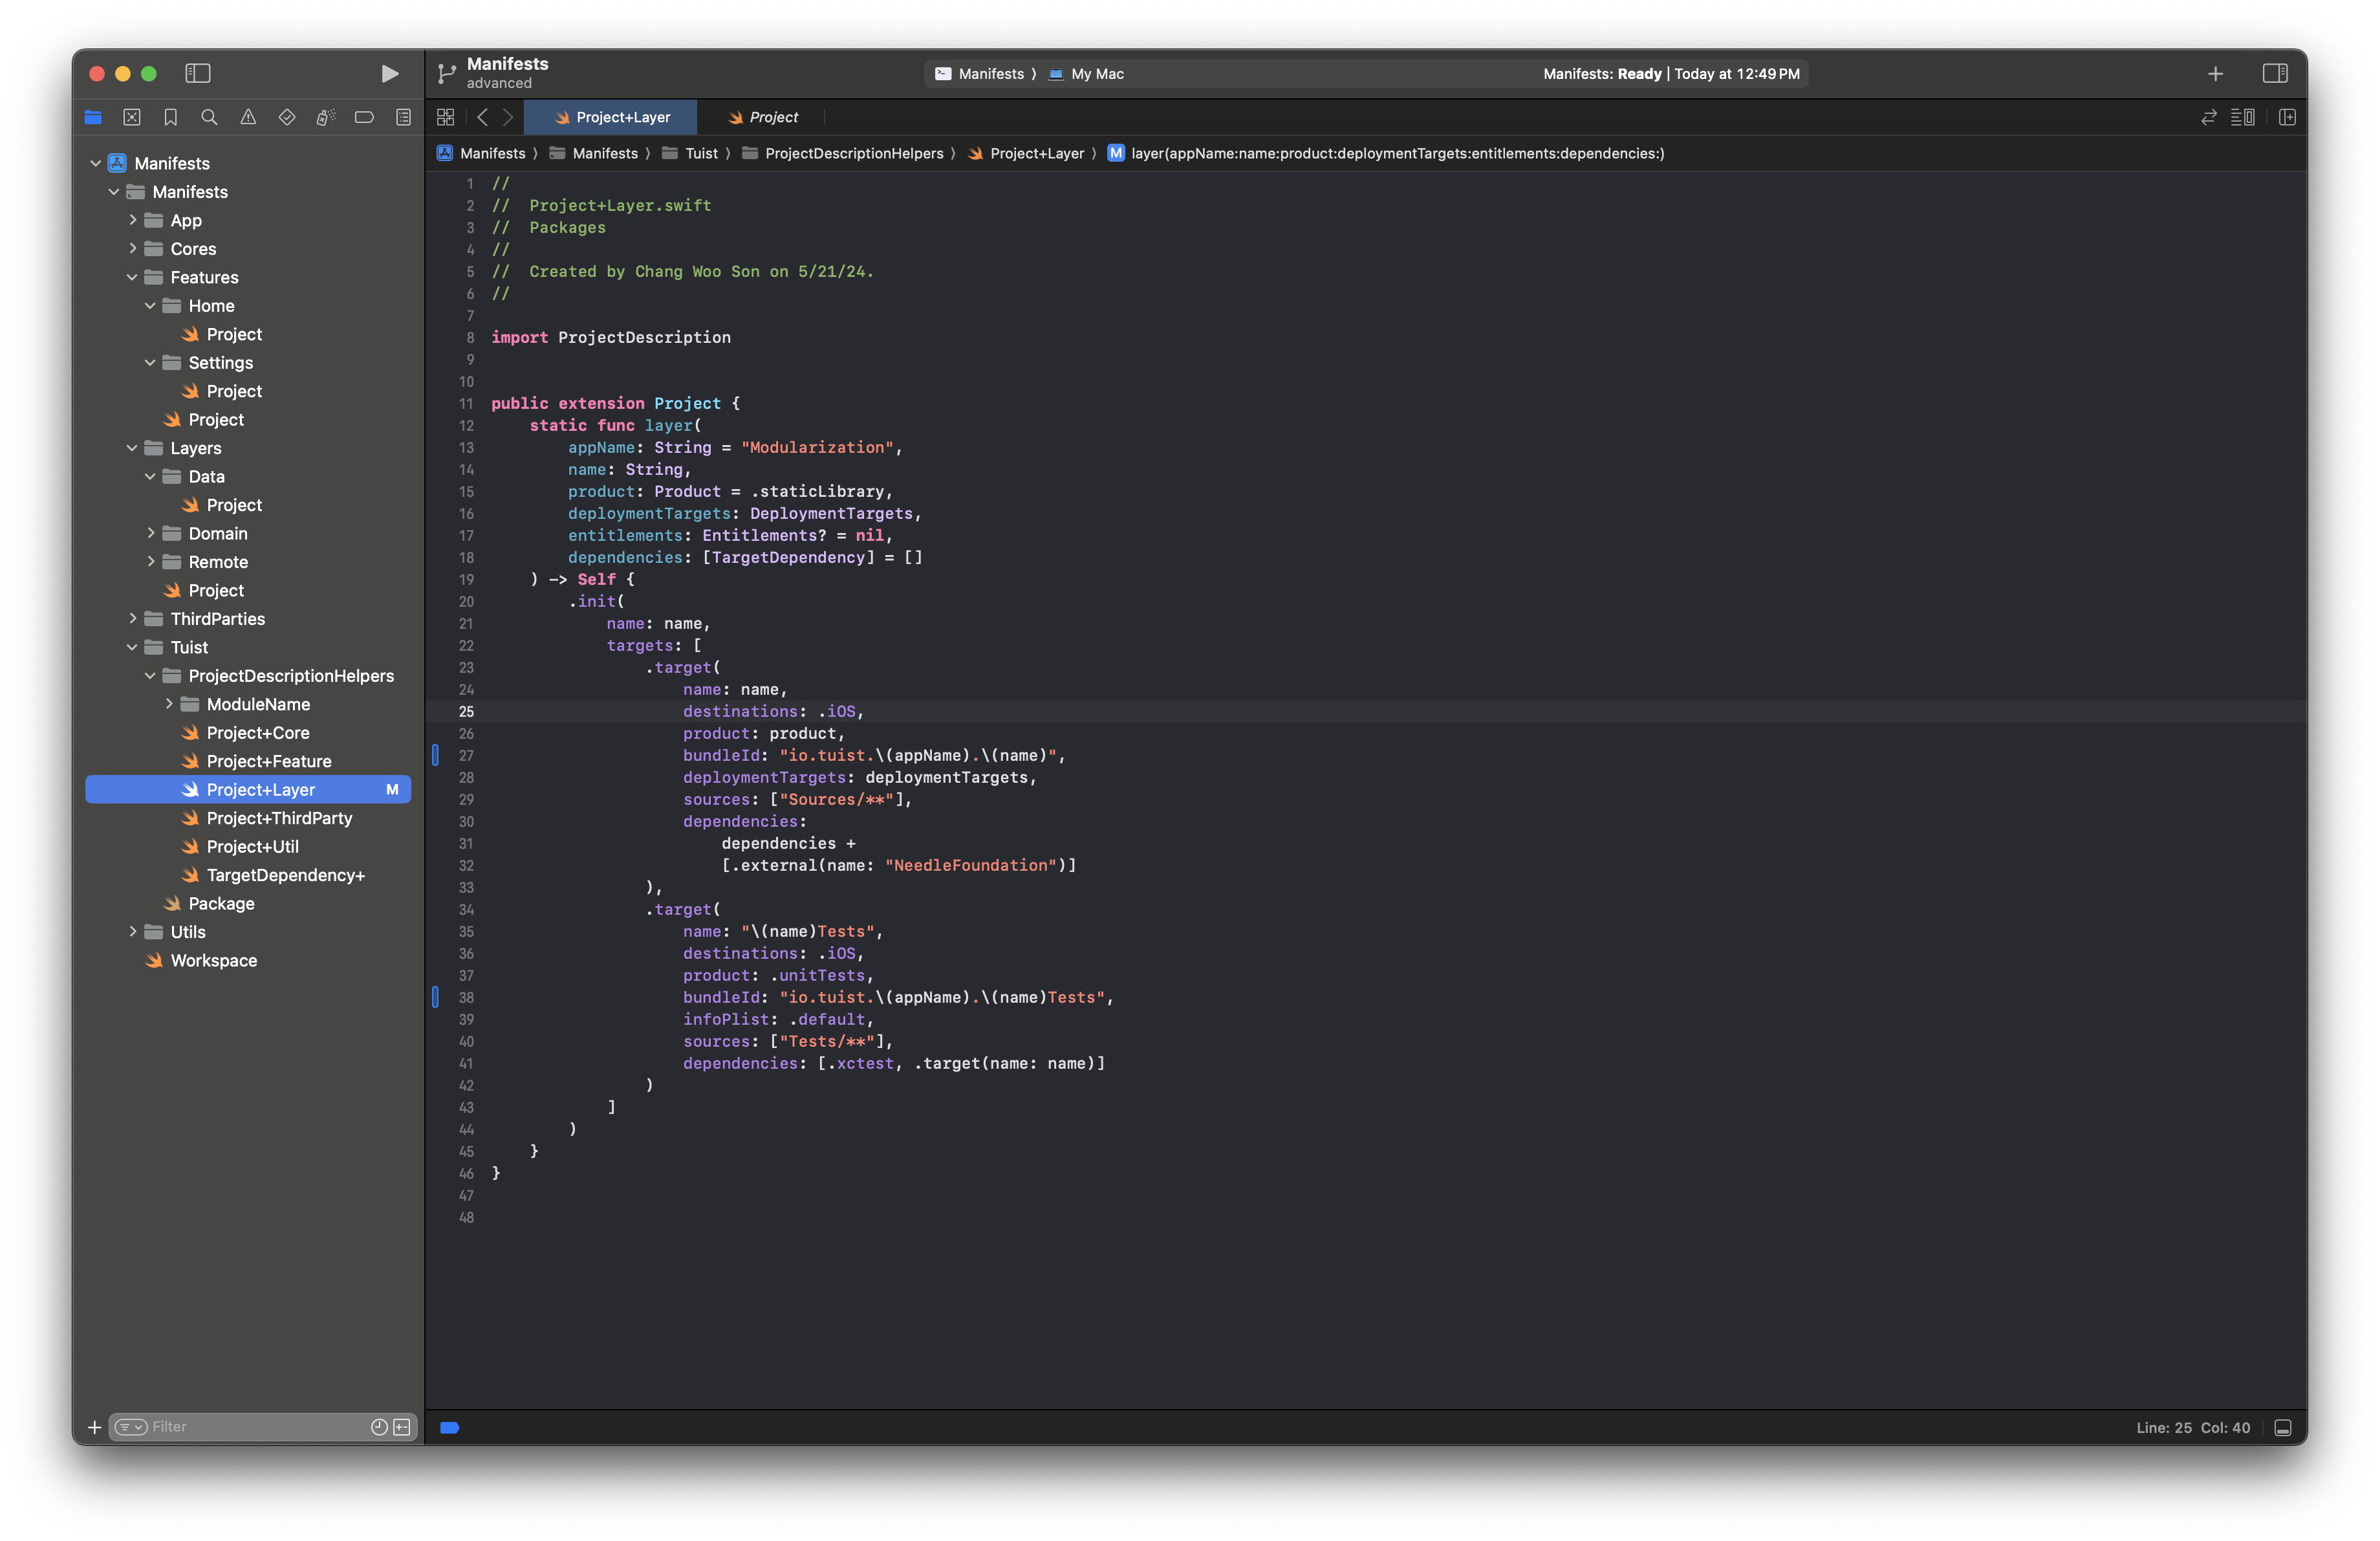 Manifests
advanced
Manifests 〉 My Mac
Manifests: Ready | Today at 12:49 PM
Project+Layer
Project
Manifests 〉 Manifests 〉 Tuist 〉 ProjectDescriptionHelpers 〉 Project+Layer 〉 M layer(appName:name:product:deploymentTargets:entitlements:dependencies:)
Manifests
Manifests
App
Cores
Features
Home
Project
Settings
Project
Project
Layers
Data
Project
Domain
Remote
Project
ThirdParties
Tuist
ProjectDescriptionHelpers
ModuleName
Project+Core
Project+Feature
Project+Layer M
Project+ThirdParty
Project+Util
TargetDependency+
Package
Utils
Workspace
Filter
1 //
2 //  Project+Layer.swift
3 //  Packages
4 //
5 //  Created by Chang Woo Son on 5/21/24.
6 //
7
8 import ProjectDescription
9
10
11 public extension Project {
12     static func layer(
13         appName: String = "Modularization",
14         name: String,
15         product: Product = .staticLibrary,
16         deploymentTargets: DeploymentTargets,
17         entitlements: Entitlements? = nil,
18         dependencies: [TargetDependency] = []
19     ) -> Self {
20         .init(
21             name: name,
22             targets: [
23                 .target(
24                     name: name,
25                     destinations: .iOS,
26                     product: product,
27                     bundleId: "io.tuist.\(appName).\(name)",
28                     deploymentTargets: deploymentTargets,
29                     sources: ["Sources/**"],
30                     dependencies:
31                         dependencies +
32                         [.external(name: "NeedleFoundation")]
33                 ),
34                 .target(
35                     name: "\(name)Tests",
36                     destinations: .iOS,
37                     product: .unitTests,
38                     bundleId: "io.tuist.\(appName).\(name)Tests",
39                     infoPlist: .default,
40                     sources: ["Tests/**"],
41                     dependencies: [.xctest, .target(name: name)]
42                 )
43             ]
44         )
45     }
46 }
47
48
Line: 25 Col: 40